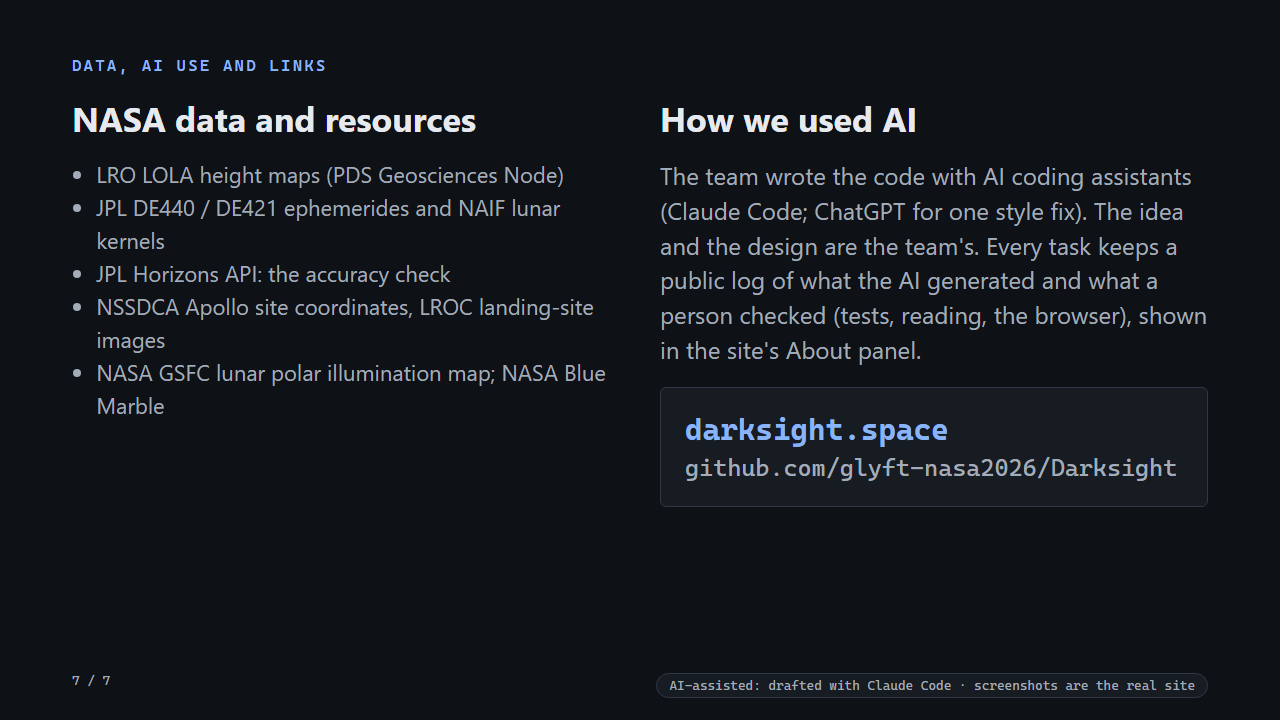 DATA, AI USE AND LINKS
NASA data and resources
• LRO LOLA height maps (PDS Geosciences Node)
• JPL DE440 / DE421 ephemerides and NAIF lunar
kernels
• JPL Horizons API: the accuracy check
• NSSDCA Apollo site coordinates, LROC landing-site
images
• NASA GSFC lunar polar illumination map; NASA Blue
Marble
How we used AI
The team wrote the code with AI coding assistants
(Claude Code; ChatGPT for one style fix). The idea
and the design are the team's. Every task keeps a
public log of what the AI generated and what a
person checked (tests, reading, the browser), shown
in the site's About panel.
darksight.space
github.com/glyft-nasa2026/Darksight
7 / 7
AI-assisted: drafted with Claude Code · screenshots are the real site